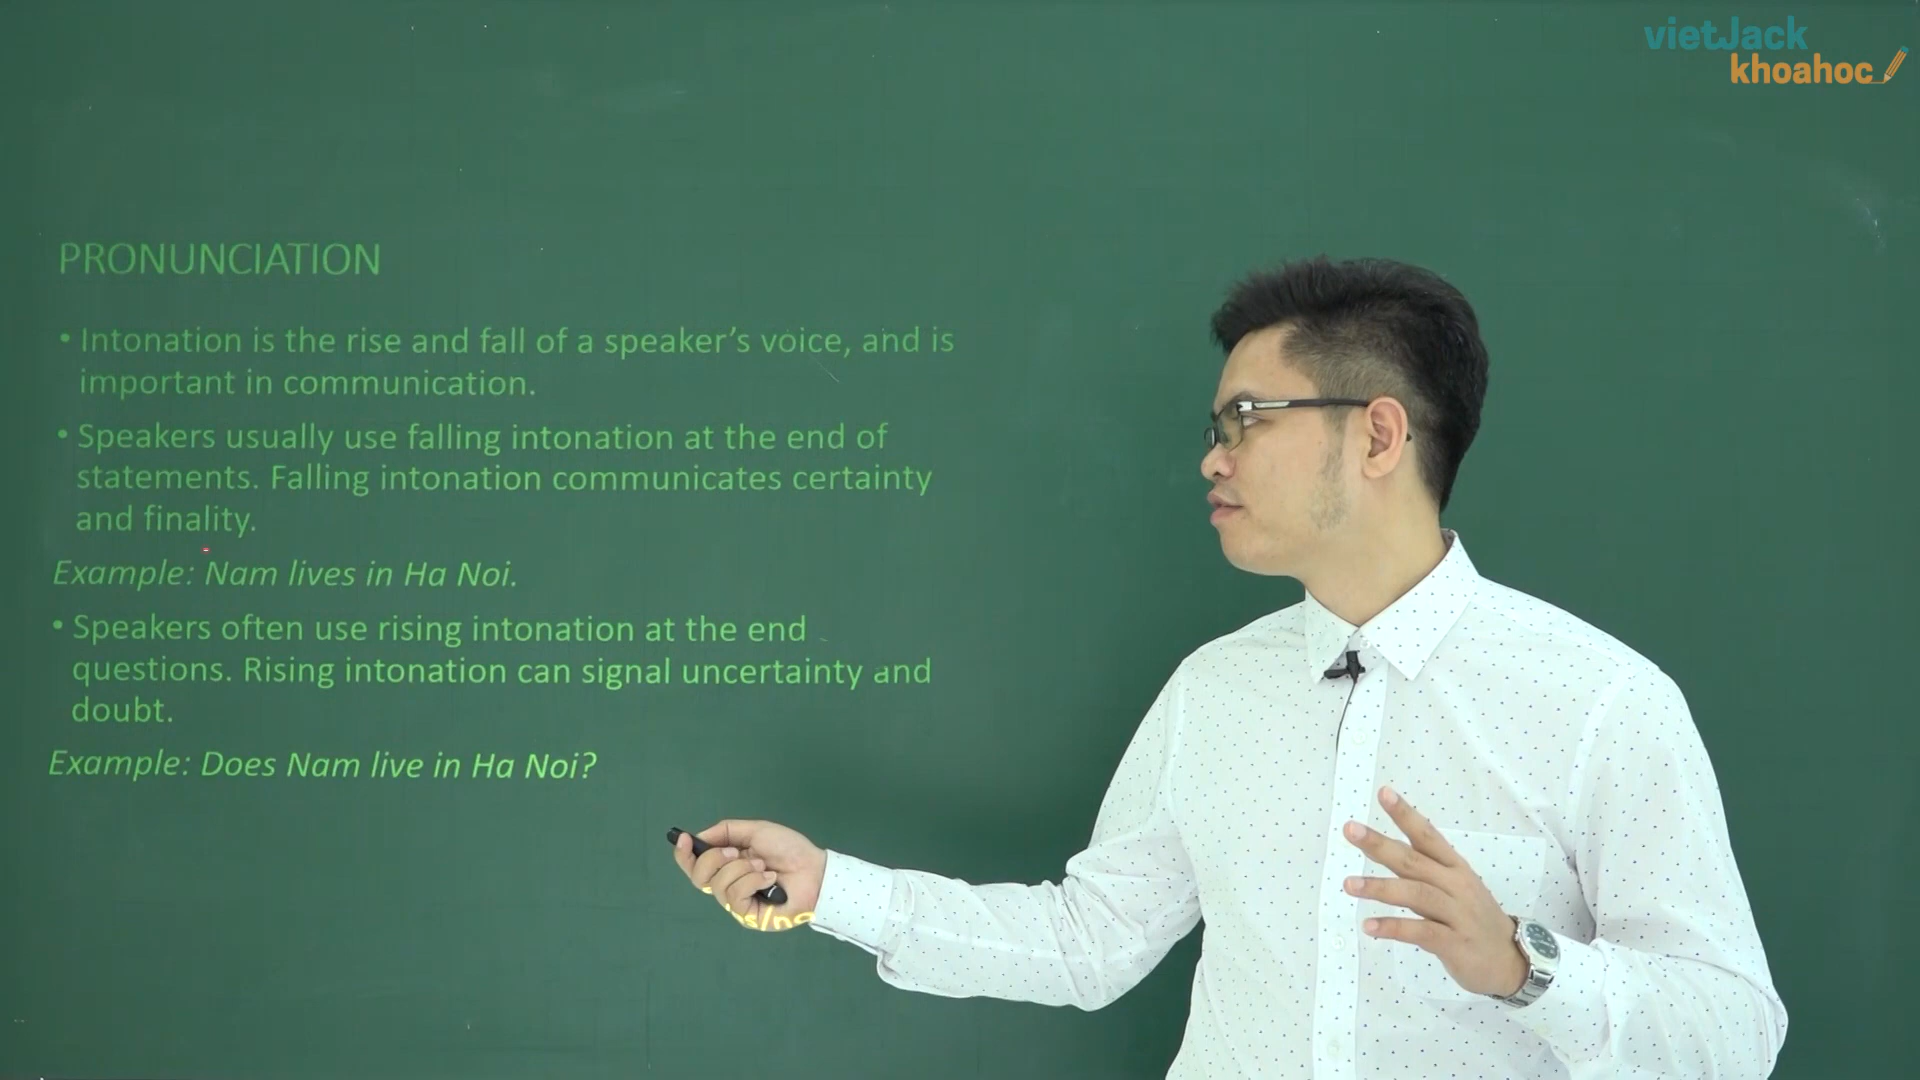 vietJack
khoahoc
PRONUNCIATION
• Intonation is the rise and fall of a speaker’s voice, and is
important in communication.
• Speakers usually use falling intonation at the end of
statements. Falling intonation communicates certainty
and finality.
Example: Nam lives in Ha Noi.
• Speakers often use rising intonation at the end
questions. Rising intonation can signal uncertainty and
doubt.
Example: Does Nam live in Ha Noi?